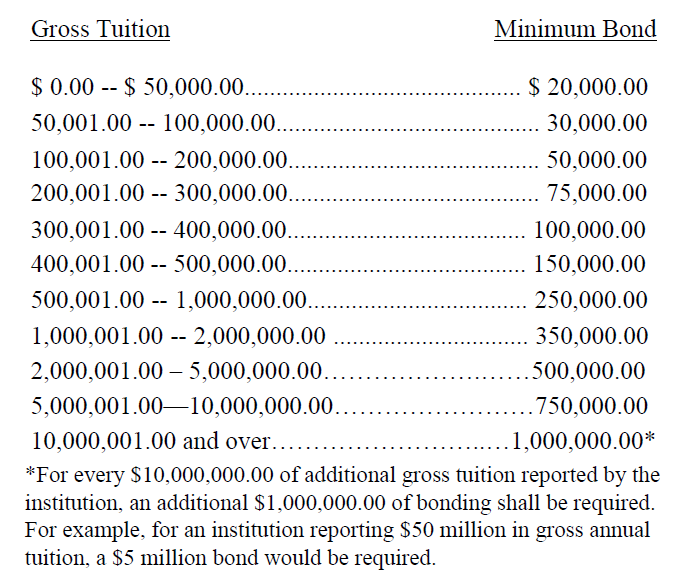 Gross Tuition Minimum Bond
$ 0.00 -- $ 50,000.00.......................................... $ 20,000.00
50,001.00 -- 100,000.00........................................ 30,000.00
100,001.00 -- 200,000.00...................................... 50,000.00
200,001.00 -- 300,000.00...................................... 75,000.00
300,001.00 -- 400,000.00.................................... 100,000.00
400,001.00 -- 500,000.00.................................... 150,000.00
500,001.00 -- 1,000,000.00................................. 250,000.00
1,000,001.00 -- 2,000,000.00 ............................. 350,000.00
2,000,001.00 – 5,000,000.00…………………….…500,000.00
5,000,001.00—10,000,000.00……………………..750,000.00
10,000,001.00 and over………………………..…1,000,000.00*
*For every $10,000,000.00 of additional gross tuition reported by the
institution, an additional $1,000,000.00 of bonding shall be required.
For example, for an institution reporting $50 million in gross annual
tuition, a $5 million bond would be required.